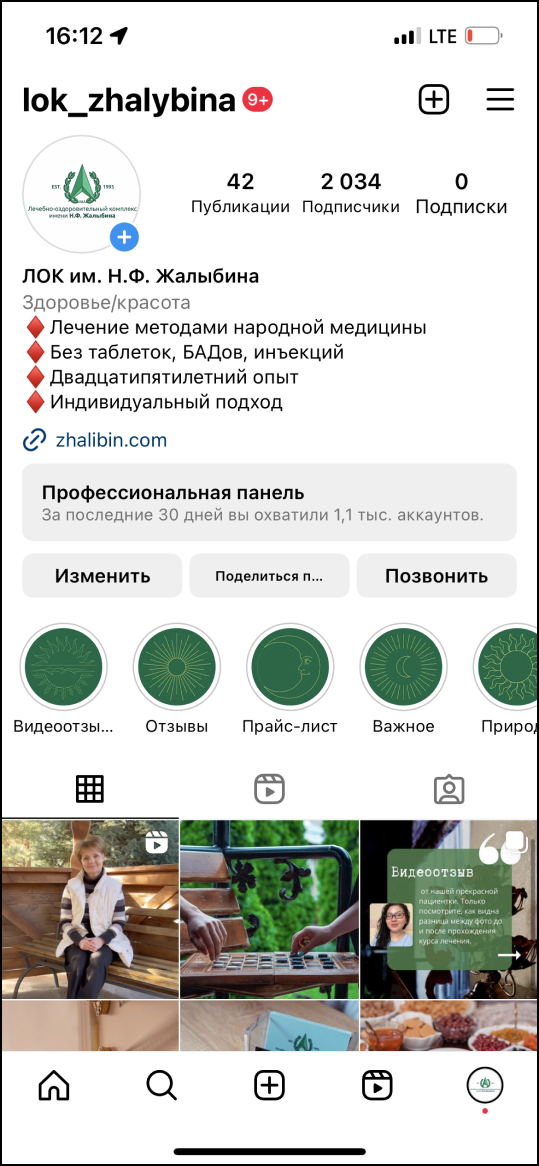 16:12
LTE
lok_zhalybina 9+
EST. 1995
Лечебно-оздоровительный комплекс
имени Н.Ф. Жалыбина
42 2 034 0
Публикации Подписчики Подписки
ЛОК им. Н.Ф. Жалыбина
Здоровье/красота
♦️Лечение методами народной медицины
♦️Без таблеток, БАДов, инъекций
♦️Двадцатипятилетний опыт
♦️Индивидуальный подход
zhalibin.com
Профессиональная панель
За последние 30 дней вы охватили 1,1 тыс. аккаунтов.
Изменить Поделиться п... Позвонить
Видеоотзы... Отзывы Прайс-лист Важное Природ
Видеоотзыв
от нашей прекрасной
пациентки. Только
посмотрите, как видна
разница между фото до
и после прохождения
курса лечения.